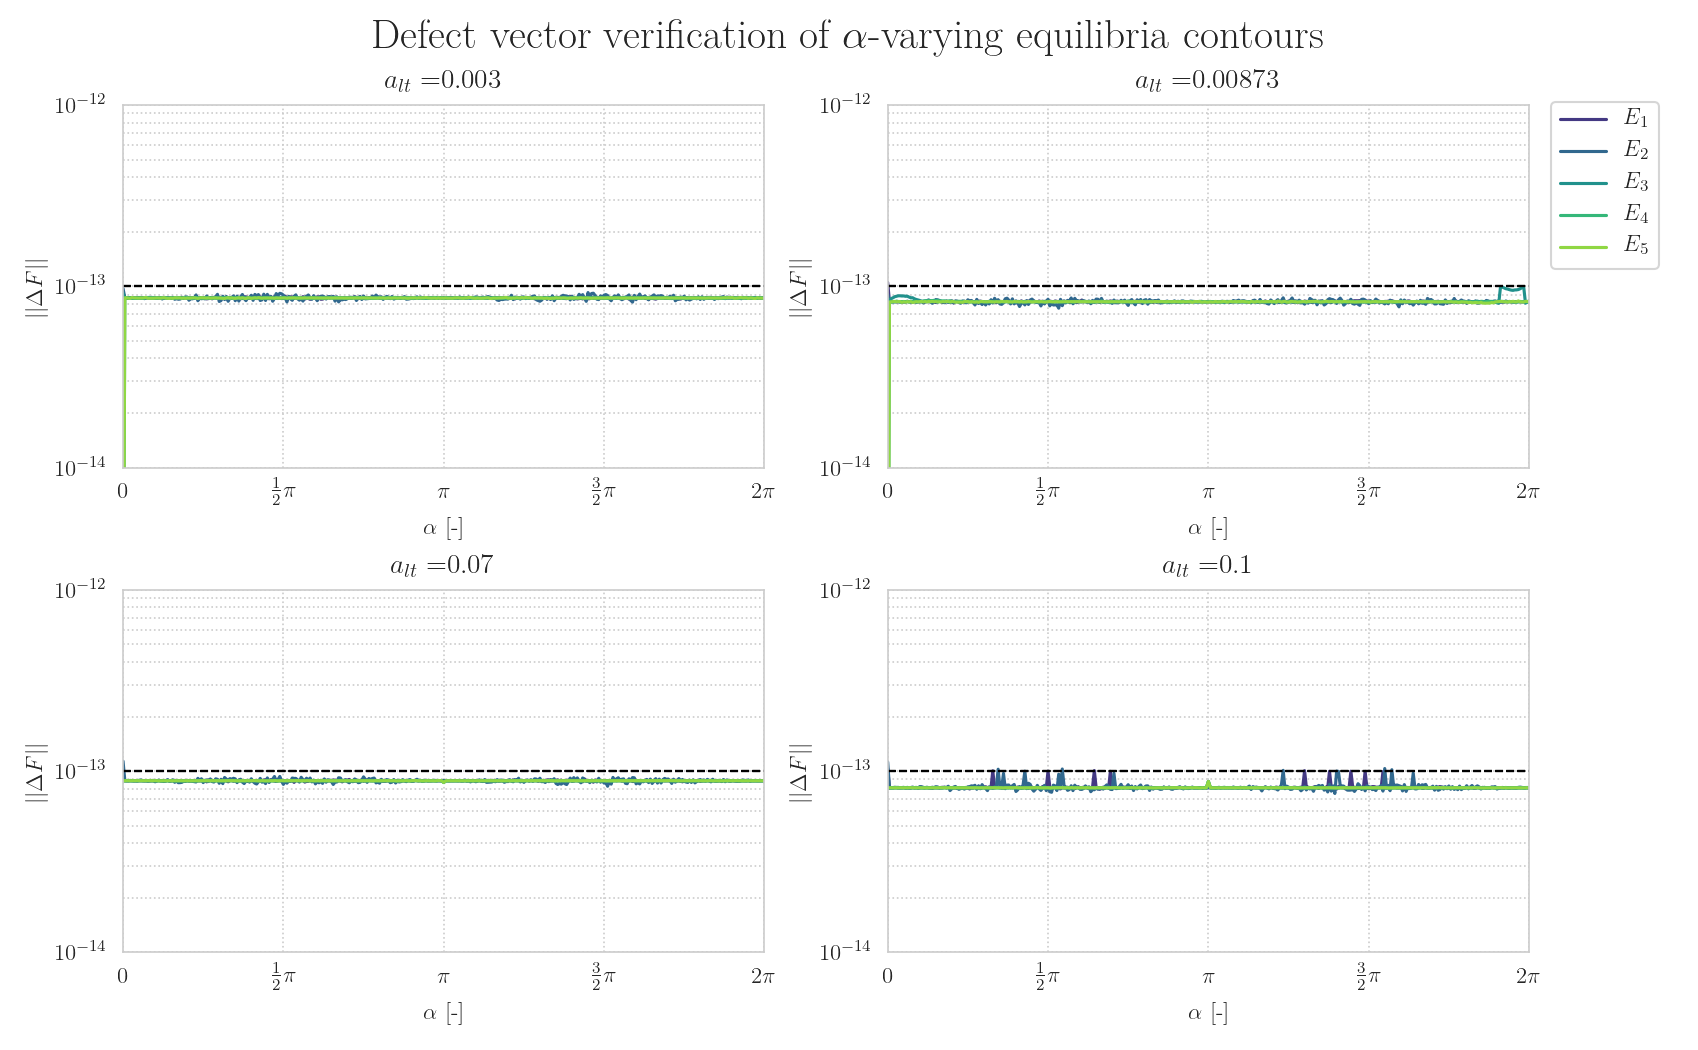 Defect vector verification of α-varying equilibria contours
a_lt =0.003
10^−12
10^−13
10^−14
||ΔF||
0 1/2π π 3/2π 2π
α [-]
a_lt =0.00873
10^−12
10^−13
10^−14
||ΔF||
0 1/2π π 3/2π 2π
α [-]
E_1
E_2
E_3
E_4
E_5
a_lt =0.07
10^−12
10^−13
10^−14
||ΔF||
0 1/2π π 3/2π 2π
α [-]
a_lt =0.1
10^−12
10^−13
10^−14
||ΔF||
0 1/2π π 3/2π 2π
α [-]